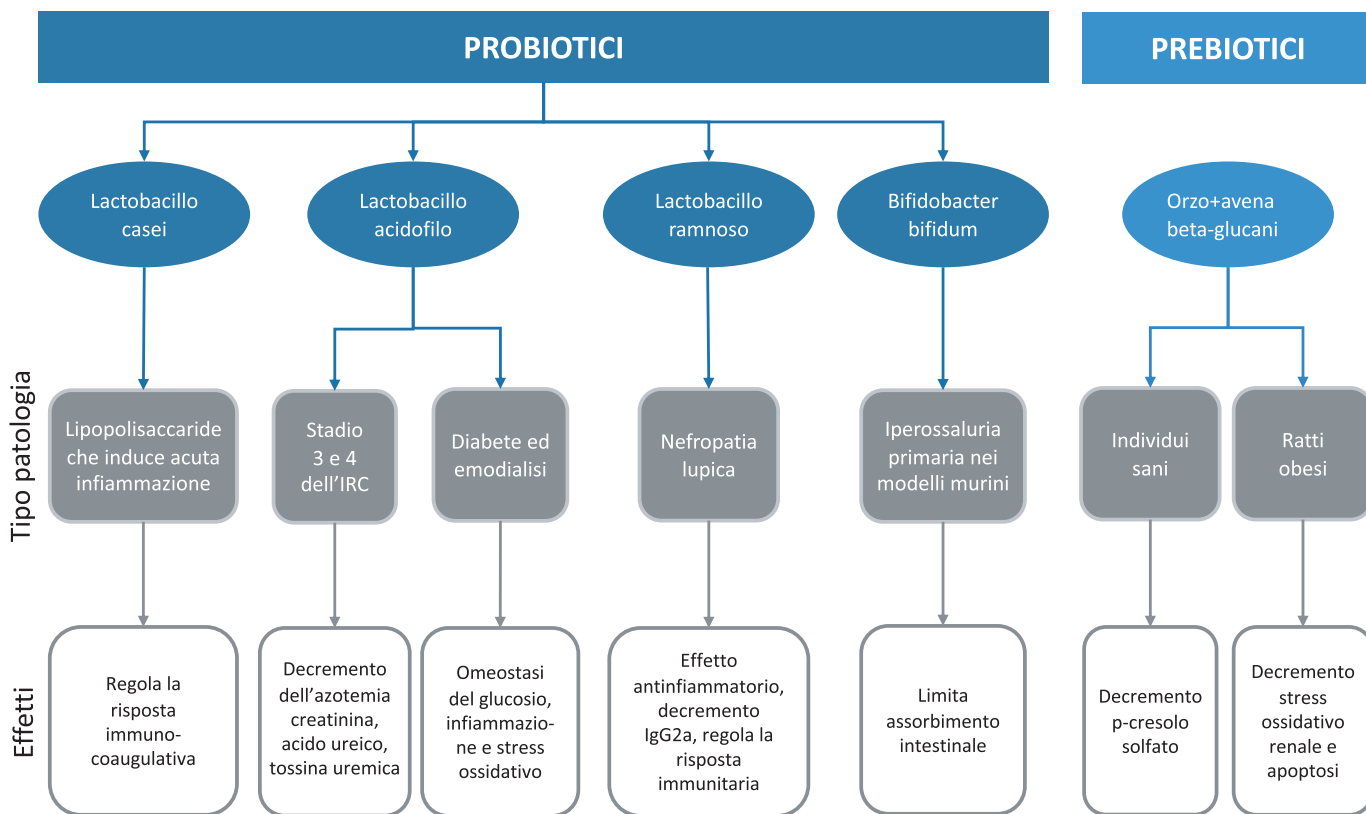 PROBIOTICI
PREBIOTICI
Lactobacillo
casei
Lactobacillo
acidofilo
Lactobacillo
ramnoso
Bifidobacter
bifidum
Orzo+avena
beta-glucani
Tipo patologia
Lipopolisaccaride
che induce acuta
infiammazione
Stadio
3 e 4
dell’IRC
Diabete ed
emodialisi
Nefropatia
lupica
Iperossaluria
primaria nei
modelli murini
Individui
sani
Ratti
obesi
Effetti
Regola la
risposta
immuno-
coaugulativa
Decremento
dell’azotemia
creatinina,
acido ureico,
tossina uremica
Omeostasi
del glucosio,
infiammazio-
ne e stress
ossidativo
Effetto
antinfiammatorio,
decremento
IgG2a, regola la
risposta
immunitaria
Limita
assorbimento
intestinale
Decremento
p-cresolo
solfato
Decremento
stress
ossidativo
renale e
apoptosi